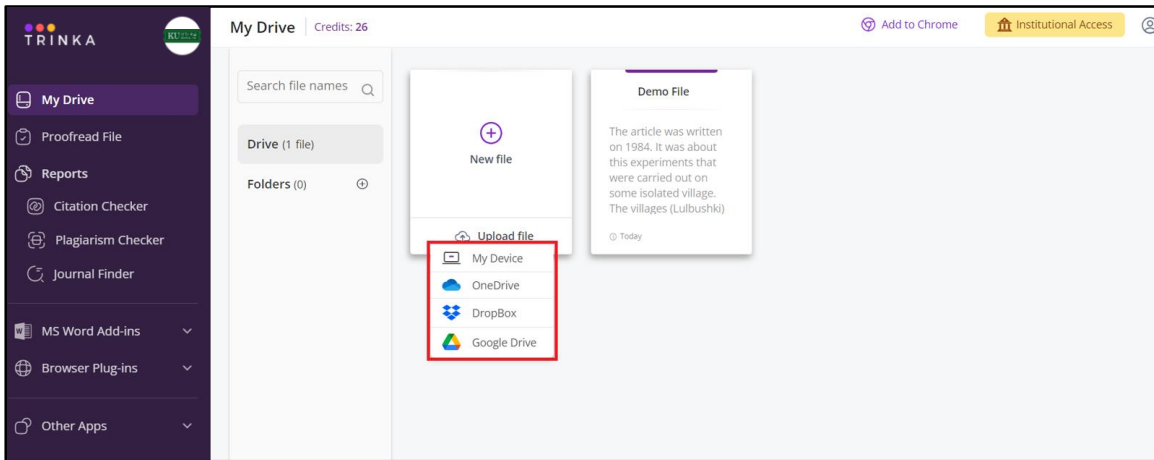 TRINKA
My Drive
Proofread File
Reports
Citation Checker
Plagiarism Checker
Journal Finder
MS Word Add-ins
Browser Plug-ins
Other Apps
My Drive Credits: 26
Add to Chrome
Institutional Access
Search file names
Drive (1 file)
Folders (0)
New file
Upload file
My Device
OneDrive
DropBox
Google Drive
Demo File
The article was written
on 1984. It was about
this experiments that
were carried out on
some isolated village.
The villages (Lulbushki)
Today